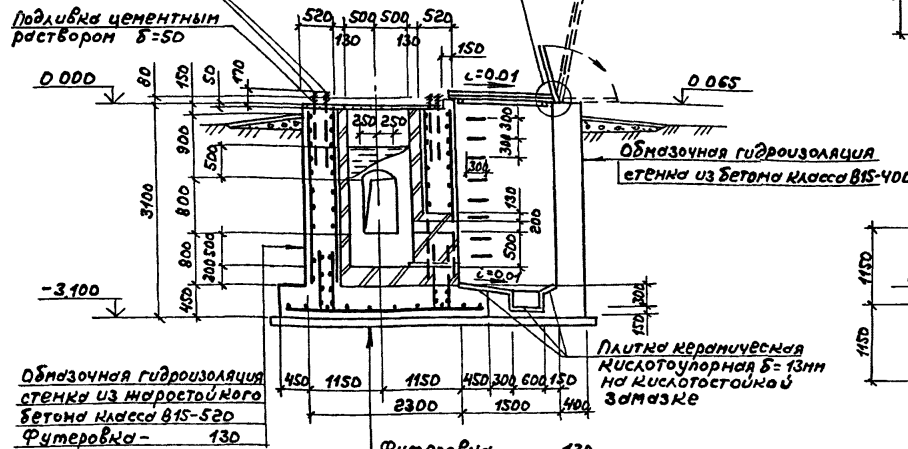 Подливка цементным
раствором δ=50
520 500 500 520
130 130
150
80 150 50 170
i=0.01
0.000
0.065
250 250
300
300
300
900
500
800
3100
800
500
200
450
130
200
500
i=0.01
Обмазочная гидроизоляция
стенка из бетона класса В15-400
-3.100
300
150
1150
1150
Плитка керамическая
кислотоупорная δ=13мм
на кислотостойкой
замазке
450 1150 1150 450 300 600 150
2300 1500 400
Обмазочная гидроизоляция
стенка из жаростойкого
бетона класса В15-520
Футеровка- 130
Футеровка 130